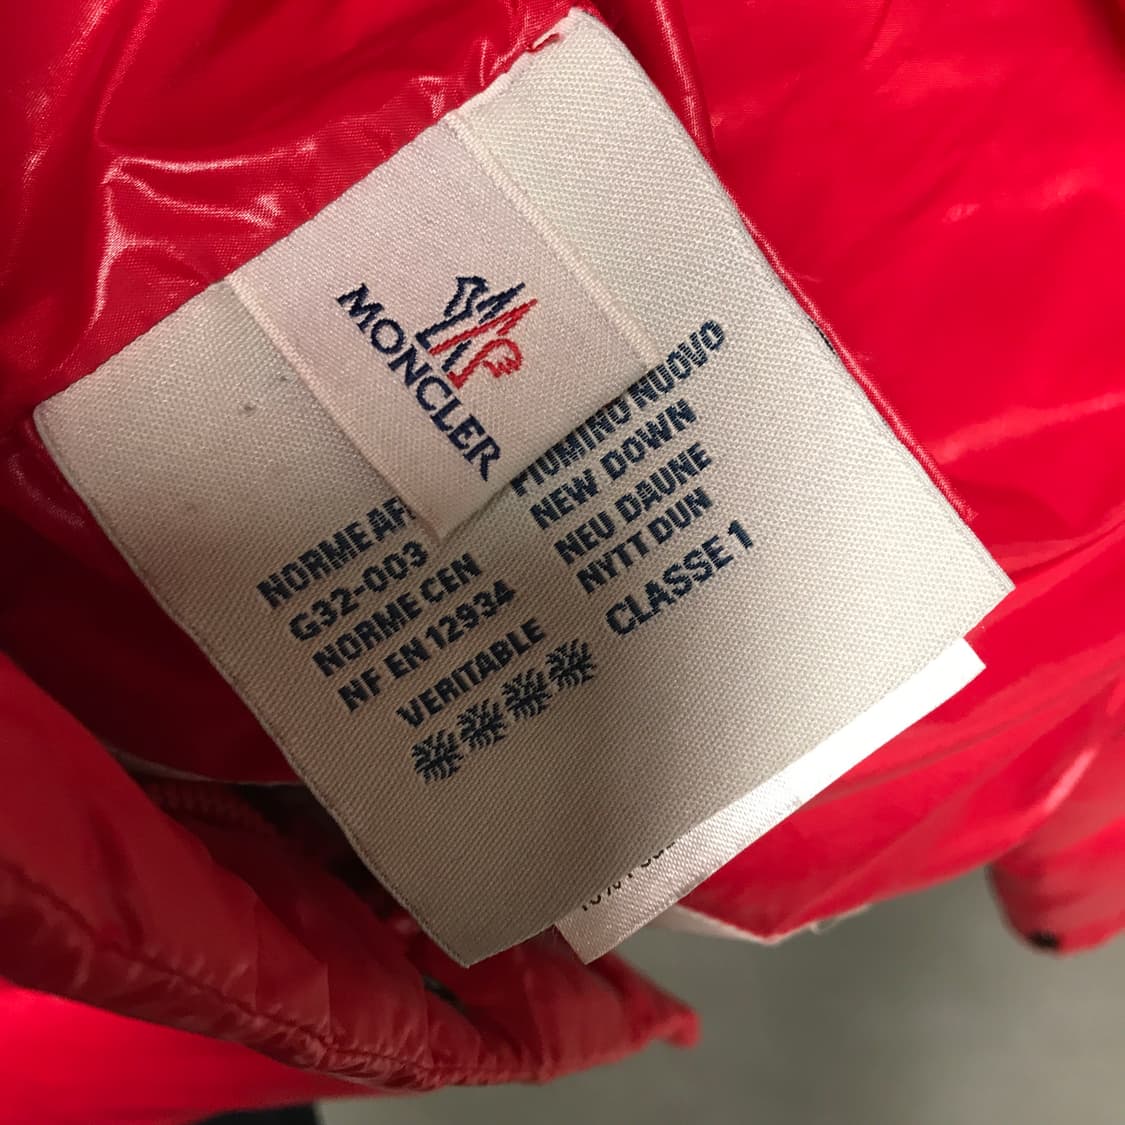 MONCLER
NORME AF
G32-003
NORME CEN
NF EN 12934
VERITABLE
PIUMINO NUOVO
NEW DOWN
NEU DAUNE
NYTT DUN
CLASSE 1